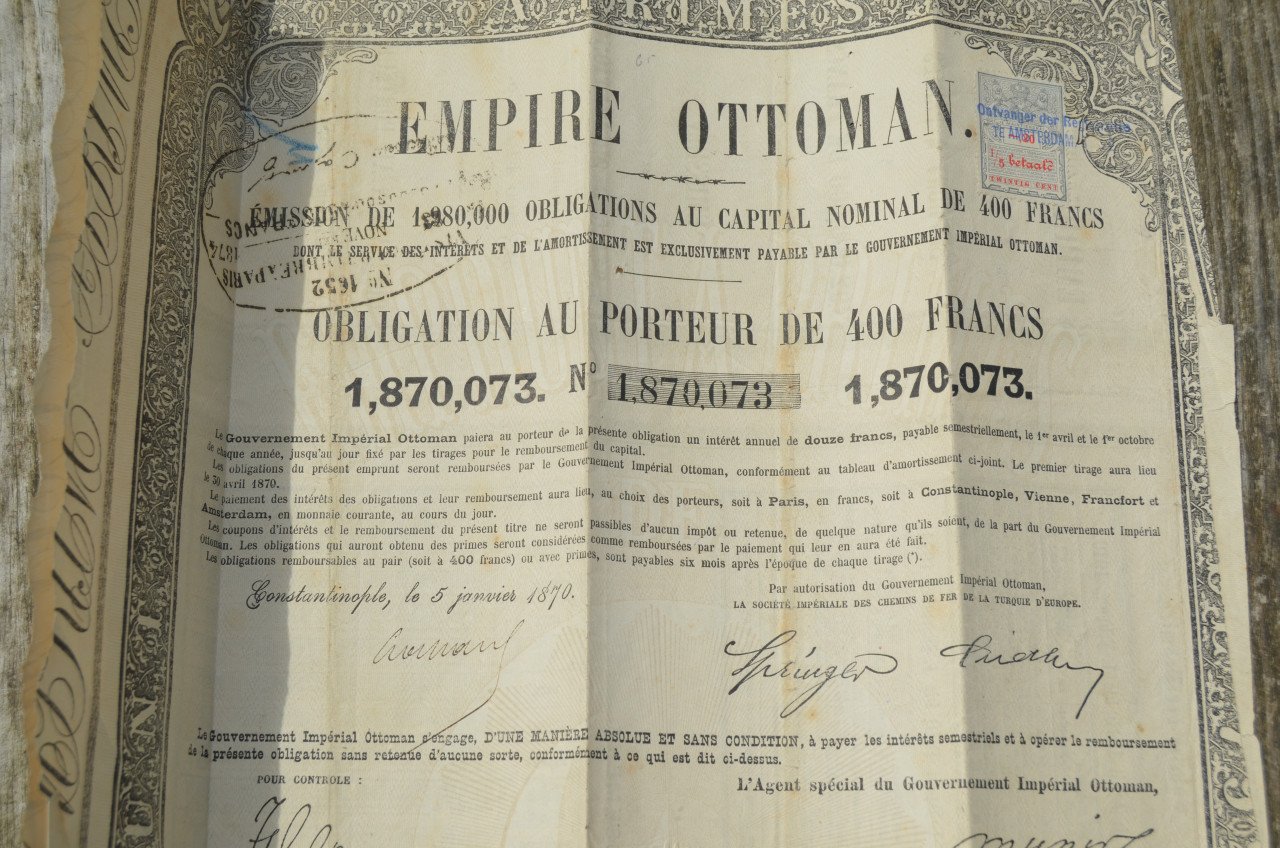 A PRIMES
EMPIRE OTTOMAN.
Ontvanger der
TE AMSTERDAM
20
5 betaald
TWINTIG CENT
ÉMISSION DE 1,980,000 OBLIGATIONS AU CAPITAL NOMINAL DE 400 FRANCS
DONT LE SERVICE DES INTÉRÊTS ET DE L'AMORTISSEMENT EST EXCLUSIVEMENT PAYABLE PAR LE GOUVERNEMENT IMPÉRIAL OTTOMAN.
No 1652
TIMBRE A PARIS
1874
FRANCS
OBLIGATION AU PORTEUR DE 400 FRANCS
1,870,073. No 1,870,073 1,870,073.
Le Gouvernement Impérial Ottoman paiera au porteur de la présente obligation un intérêt annuel de douze francs, payable semestriellement, le 1er avril et le 1er octobre
de chaque année, jusqu'au jour fixé par les tirages pour le remboursement du capital.
Les obligations du présent emprunt seront remboursées par le Gouvernement Impérial Ottoman, conformément au tableau d'amortissement ci-joint. Le premier tirage aura lieu
le 30 avril 1870.
Le paiement des intérêts des obligations et leur remboursement aura lieu, au choix des porteurs, soit à Paris, en francs, soit à Constantinople, Vienne, Francfort et
Amsterdam, en monnaie courante, au cours du jour.
Les coupons d'intérêts et le remboursement du présent titre ne seront passibles d'aucun impôt ou retenue, de quelque nature qu'ils soient, de la part du Gouvernement Impérial
Ottoman. Les obligations qui auront obtenu des primes seront considérées comme remboursées par le paiement qui leur en aura été fait.
Les obligations remboursables au pair (soit à 400 francs) ou avec primes, sont payables six mois après l'époque de chaque tirage (*).
Constantinople, le 5 janvier 1870.
Par autorisation du Gouvernement Impérial Ottoman,
LA SOCIÉTÉ IMPÉRIALE DES CHEMINS DE FER DE LA TURQUIE D'EUROPE.
Springer
Le Gouvernement Impérial Ottoman s'engage, D'UNE MANIÈRE ABSOLUE ET SANS CONDITION, à payer les intérêts semestriels et à opérer le remboursement
de la présente obligation sans retenue d'aucune sorte, conformément à ce qui est dit ci-dessus.
POUR CONTROLE :
L'Agent spécial du Gouvernement Impérial Ottoman,